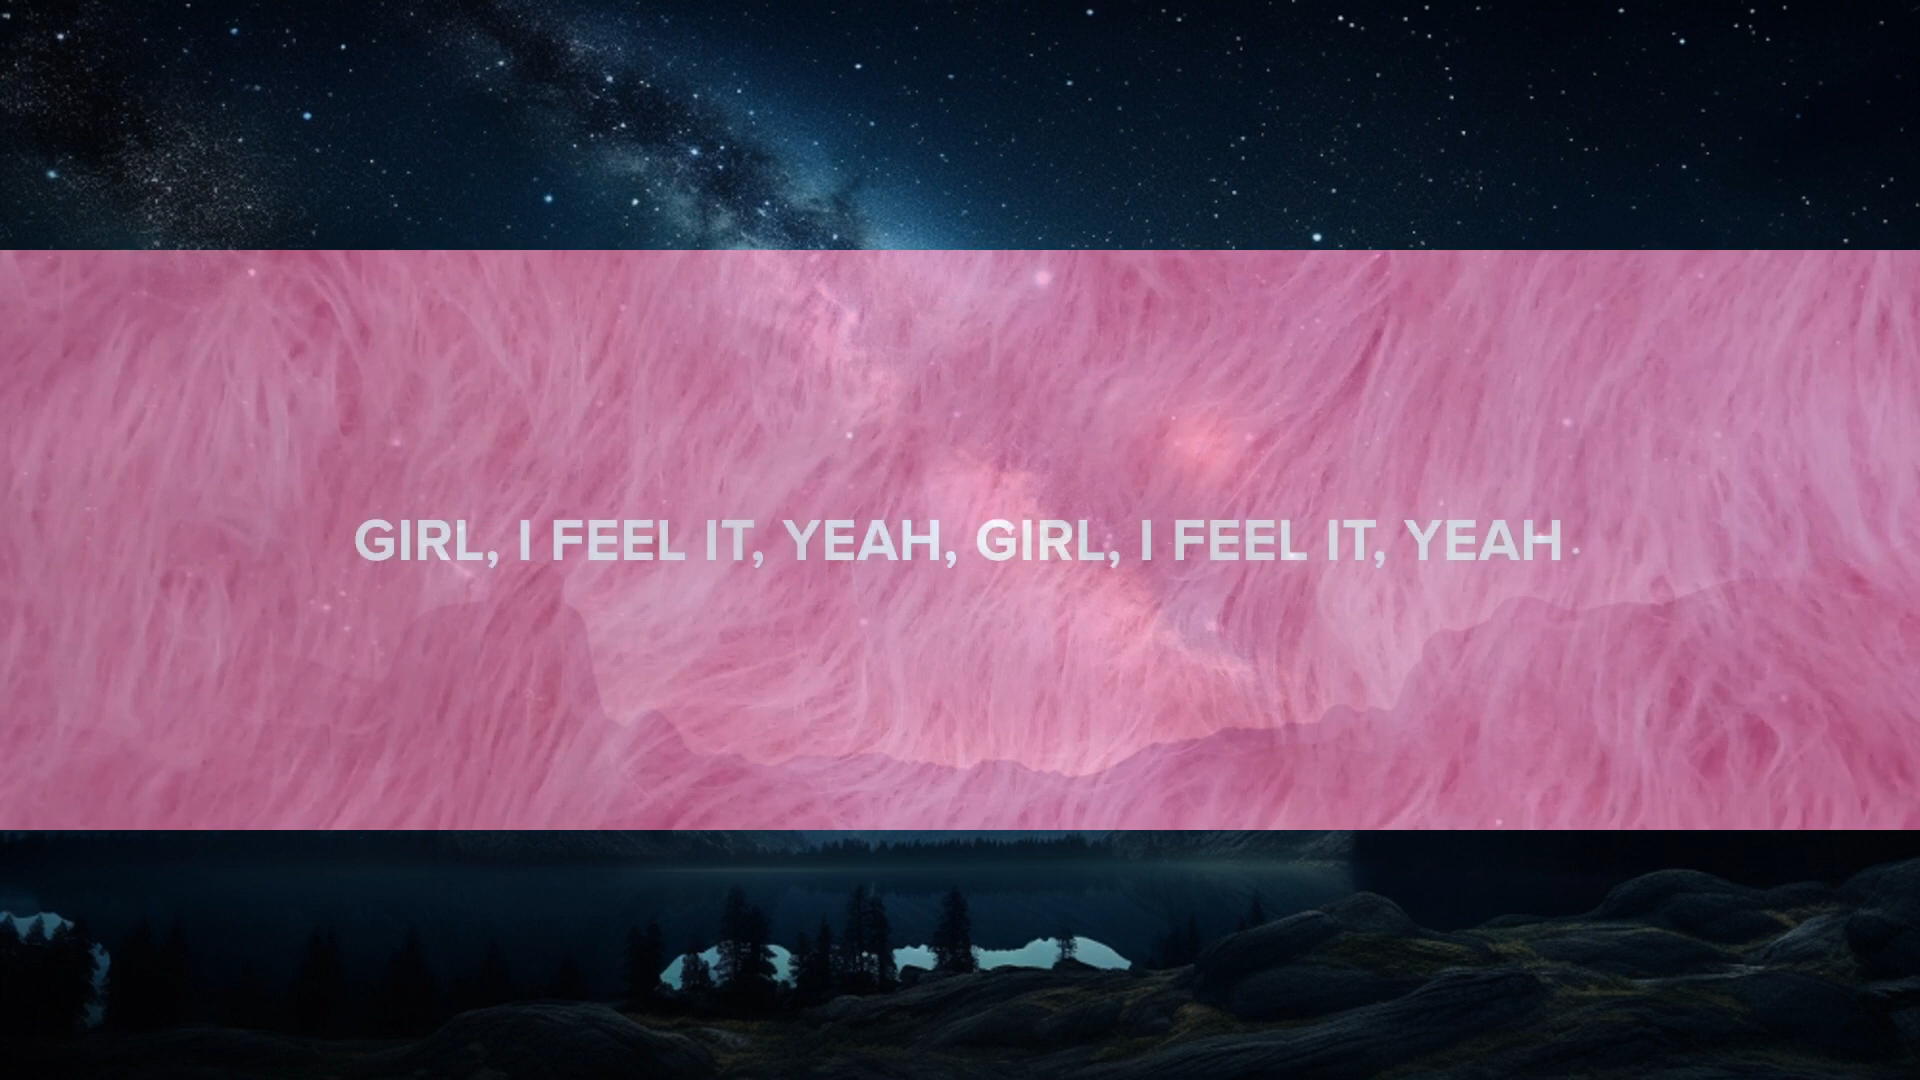 GIRL, I FEEL IT, YEAH, GIRL, I FEEL IT, YEAH